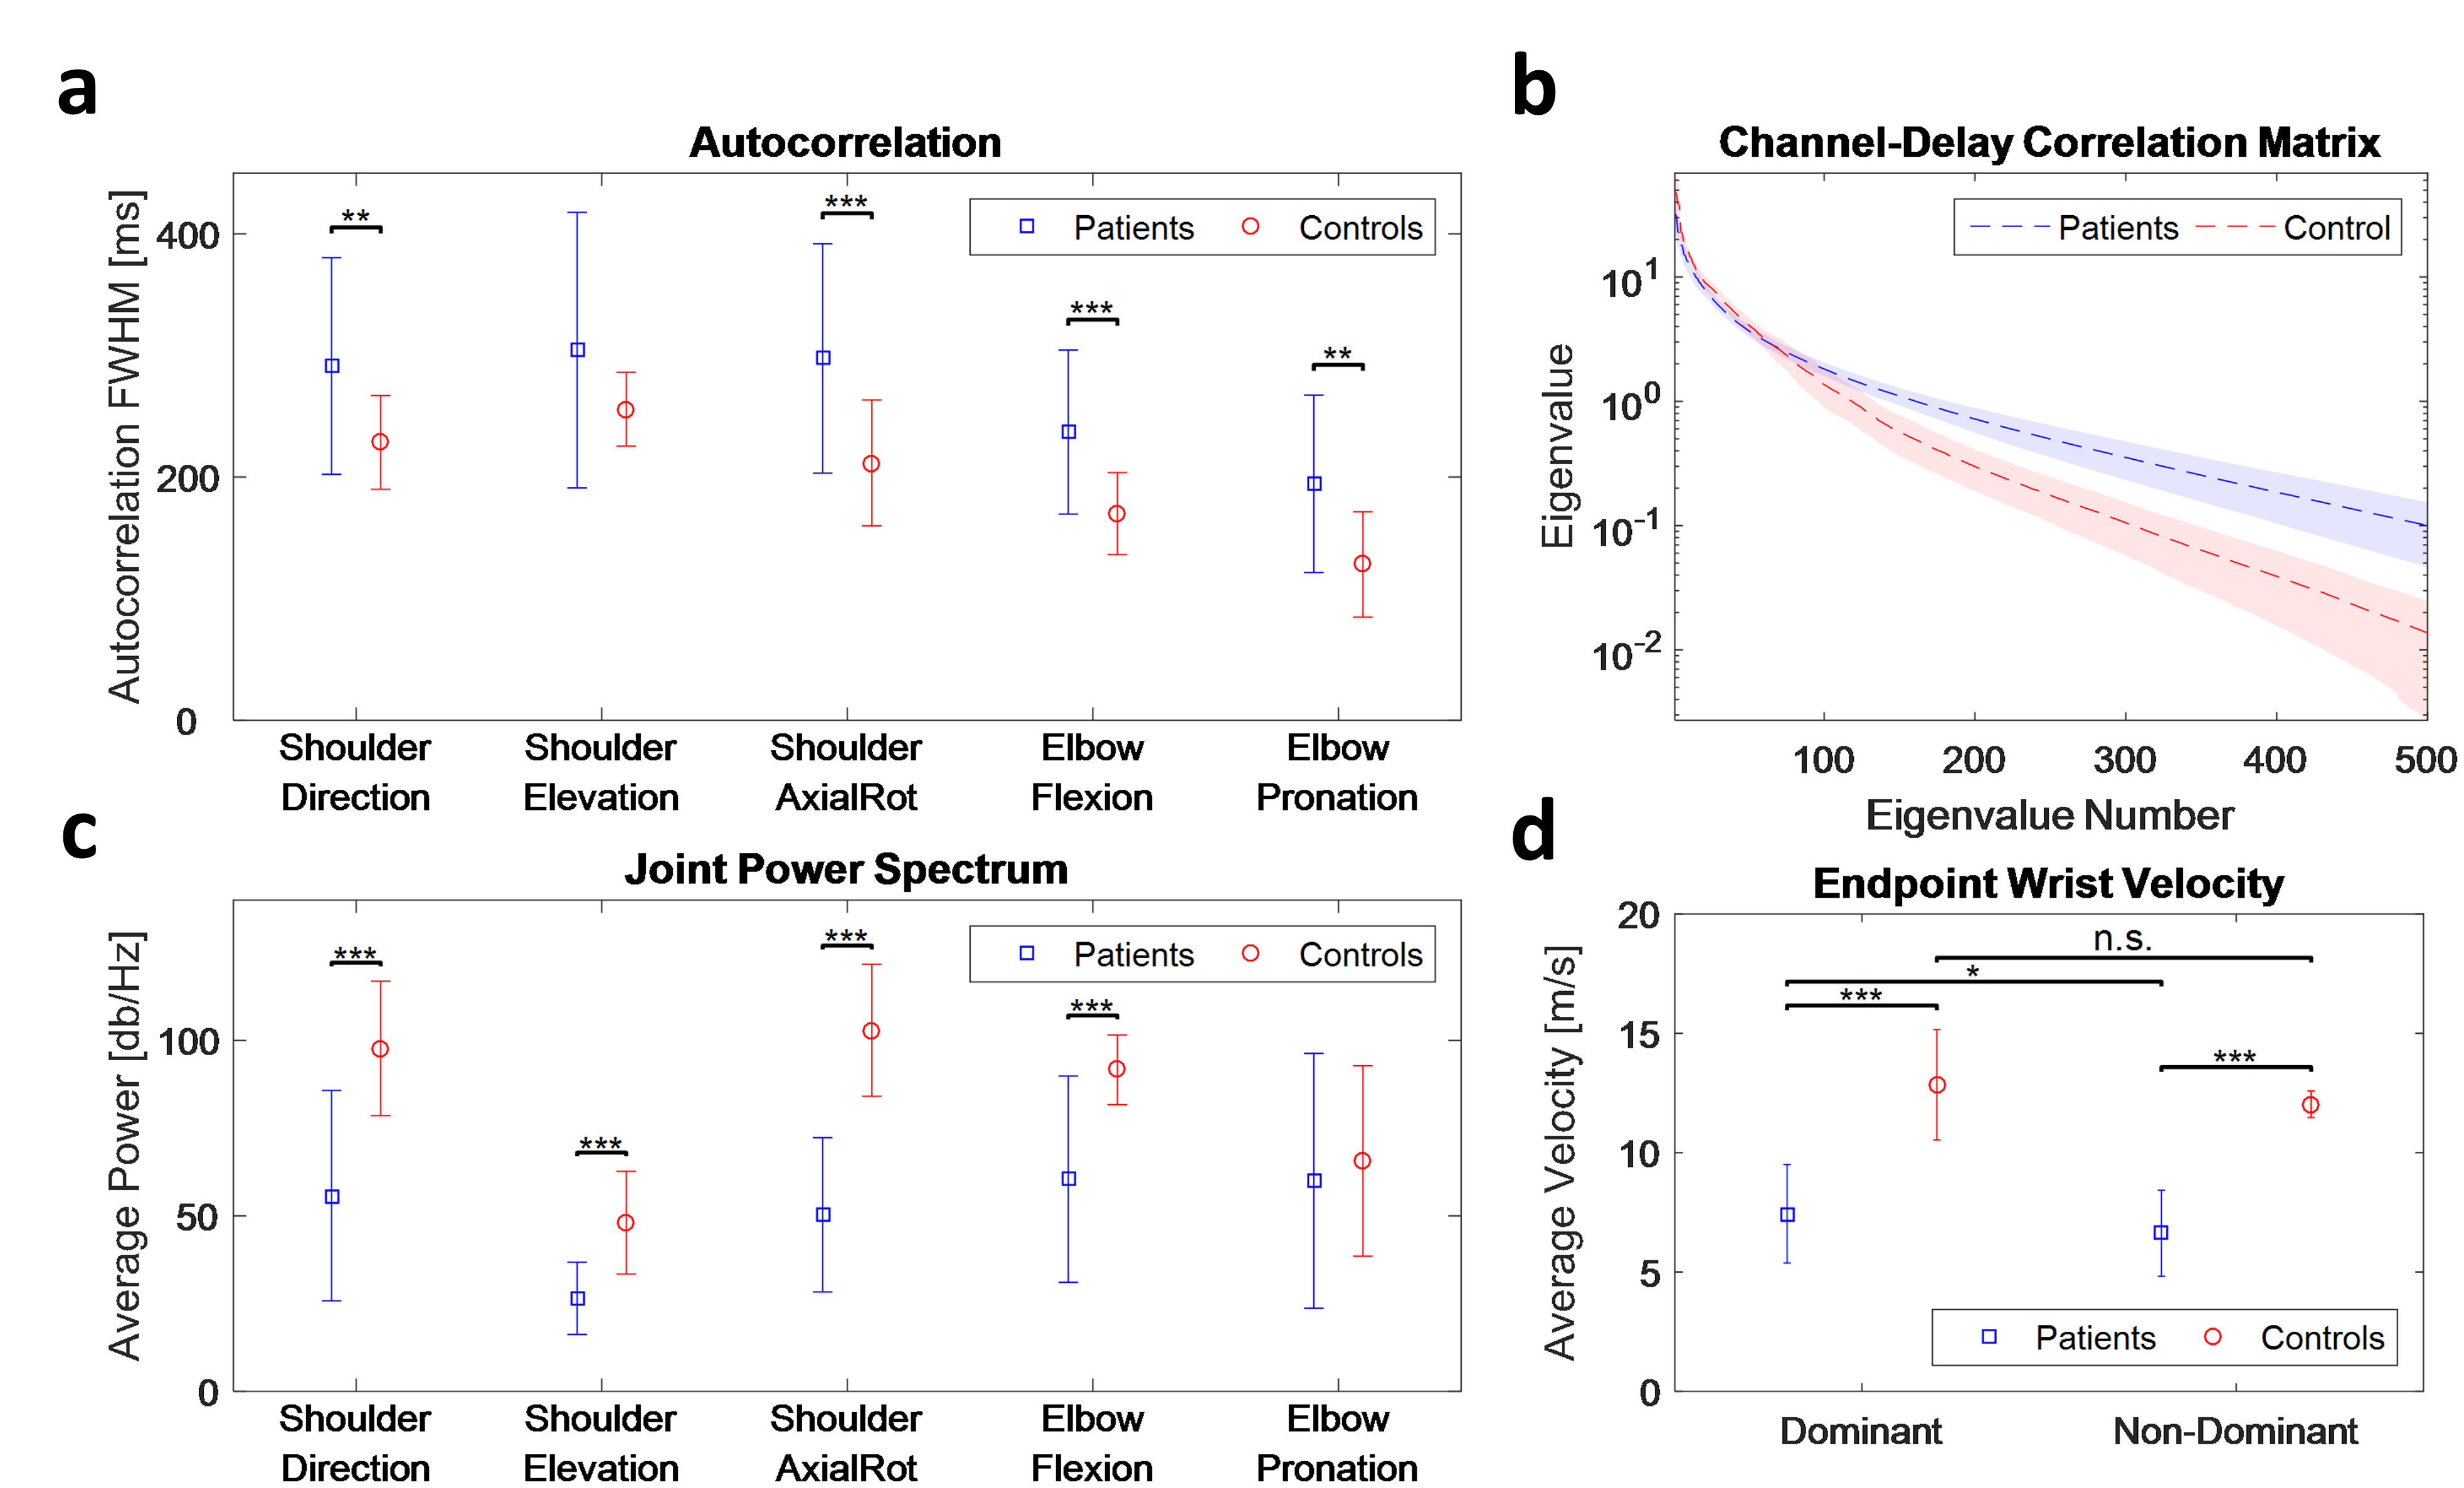 a
Autocorrelation
Autocorrelation FWHM [ms]
400
200
0
**
***
***
**
Patients
Controls
Shoulder
Direction
Shoulder
Elevation
Shoulder
AxialRot
Elbow
Flexion
Elbow
Pronation
b
Channel-Delay Correlation Matrix
Eigenvalue
10^1
10^0
10^-1
10^-2
Patients
Control
100
200
300
400
500
Eigenvalue Number
c
Joint Power Spectrum
Average Power [db/Hz]
100
50
0
***
***
***
***
Patients
Controls
Shoulder
Direction
Shoulder
Elevation
Shoulder
AxialRot
Elbow
Flexion
Elbow
Pronation
d
Endpoint Wrist Velocity
Average Velocity [m/s]
20
15
10
5
0
n.s.
*
***
***
Patients
Controls
Dominant
Non-Dominant